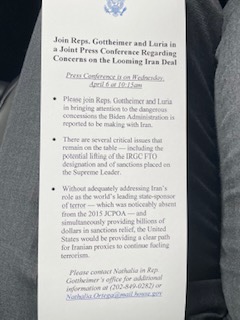 Join Reps. Gottheimer and Luria in
a Joint Press Conference Regarding
Concerns on the Looming Iran Deal
Press Conference is on Wednesday,
April 6 at 10:15am
• Please join Reps. Gottheimer and Luria
in bringing attention to the dangerous
concessions the Biden Administration is
reported to be making with Iran.
• There are several critical issues that
remain on the table — including the
potential lifting of the IRGC FTO
designation and of sanctions placed on
the Supreme Leader.
• Without adequately addressing Iran's
role as the world's leading state-sponsor
of terror — which was noticeably absent
from the 2015 JCPOA — and
simultaneously providing billions of
dollars in sanctions relief, the United
States would be providing a clear path
for Iranian proxies to continue fueling
terrorism.
Please contact Nathalia in Rep.
Gottheimer's office for additional
information at (202-849-0282) or
Nathalia.Ortega@mail.house.gov